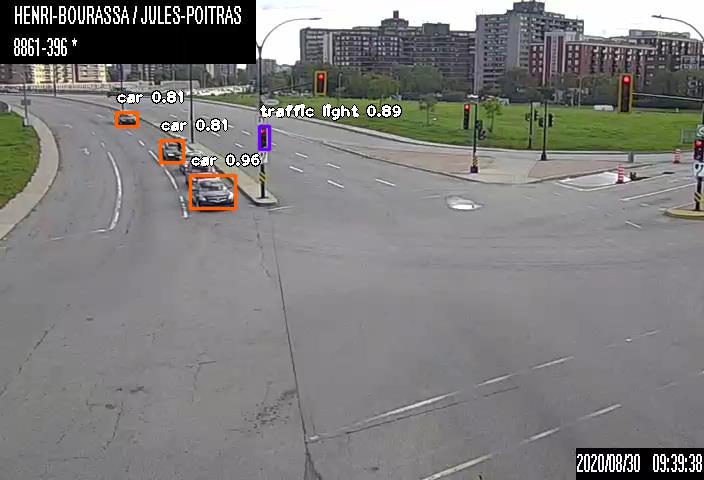 HENRI-BOURASSA / JULES-POITRAS
8861-396 *
car 0.81
traffic light 0.89
car 0.81
car 0.96
2020/08/30 09:39:38